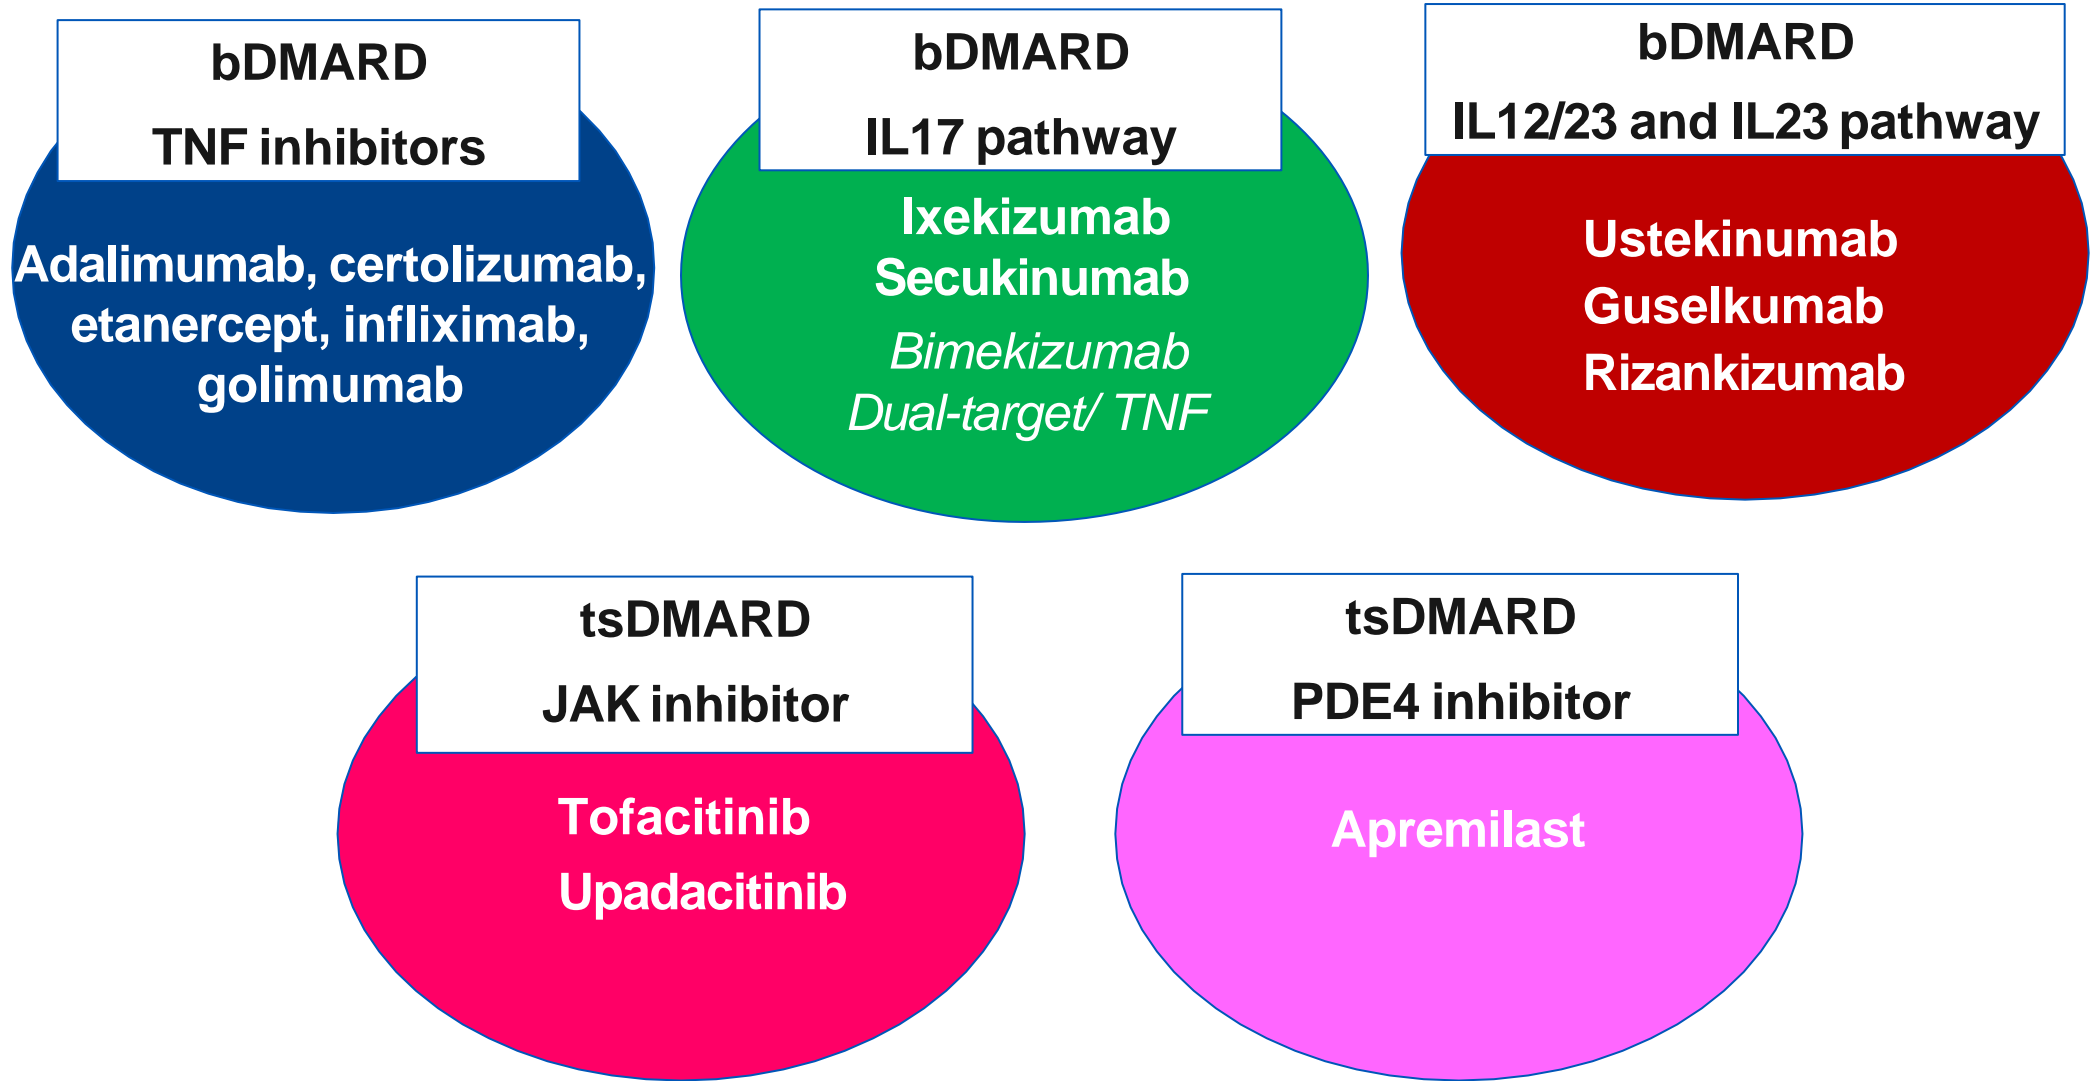 bDMARD
TNF inhibitors
Adalimumab, certolizumab,
etanercept, infliximab,
golimumab
bDMARD
IL17 pathway
Ixekizumab
Secukinumab
Bimekizumab
Dual-target/ TNF
bDMARD
IL12/23 and IL23 pathway
Ustekinumab
Guselkumab
Rizankizumab
tsDMARD
JAK inhibitor
Tofacitinib
Upadacitinib
tsDMARD
PDE4 inhibitor
Apremilast